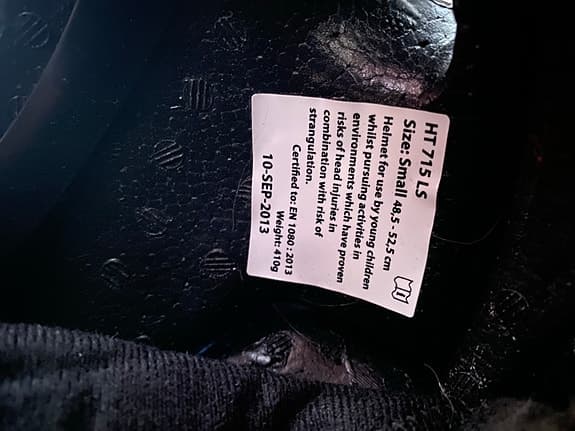 HT 715 LS
Size: Small 48,5 - 52,5 cm
Helmet for use by young children
whilst pursuing activities in
environments which have proven
risks of head injuries in
combination with risk of
strangulation.
Certified to: EN 1080 : 2013
Weight: 410g
10-SEP-2013